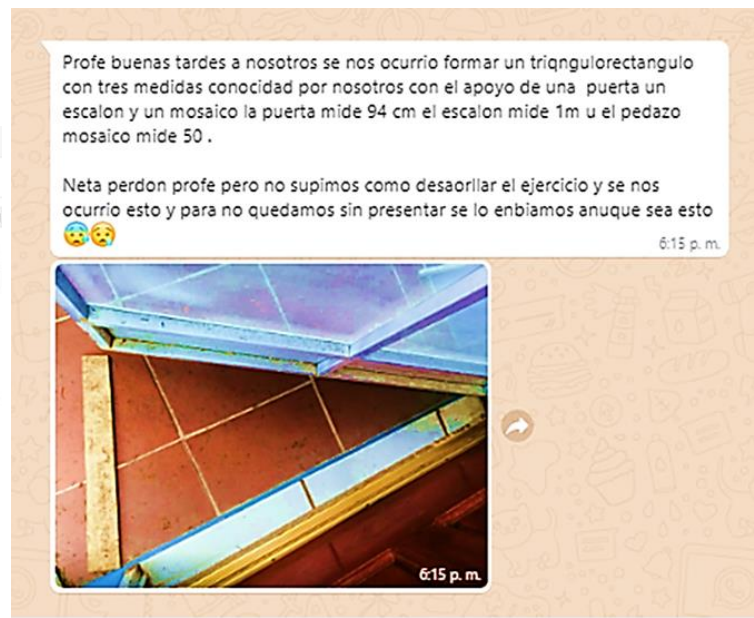 Profe buenas tardes a nosotros se nos ocurrio formar un triqngulorectangulo
con tres medidas conocidad por nosotros con el apoyo de una puerta un
escalon y un mosaico la puerta mide 94 cm el escalon mide 1m u el pedazo
mosaico mide 50 .
Neta perdon profe pero no supimos como desaorllar el ejercicio y se nos
ocurrio esto y para no quedamos sin presentar se lo enbiamos anuque sea esto
😰😢
6:15 p. m.
6:15 p. m.